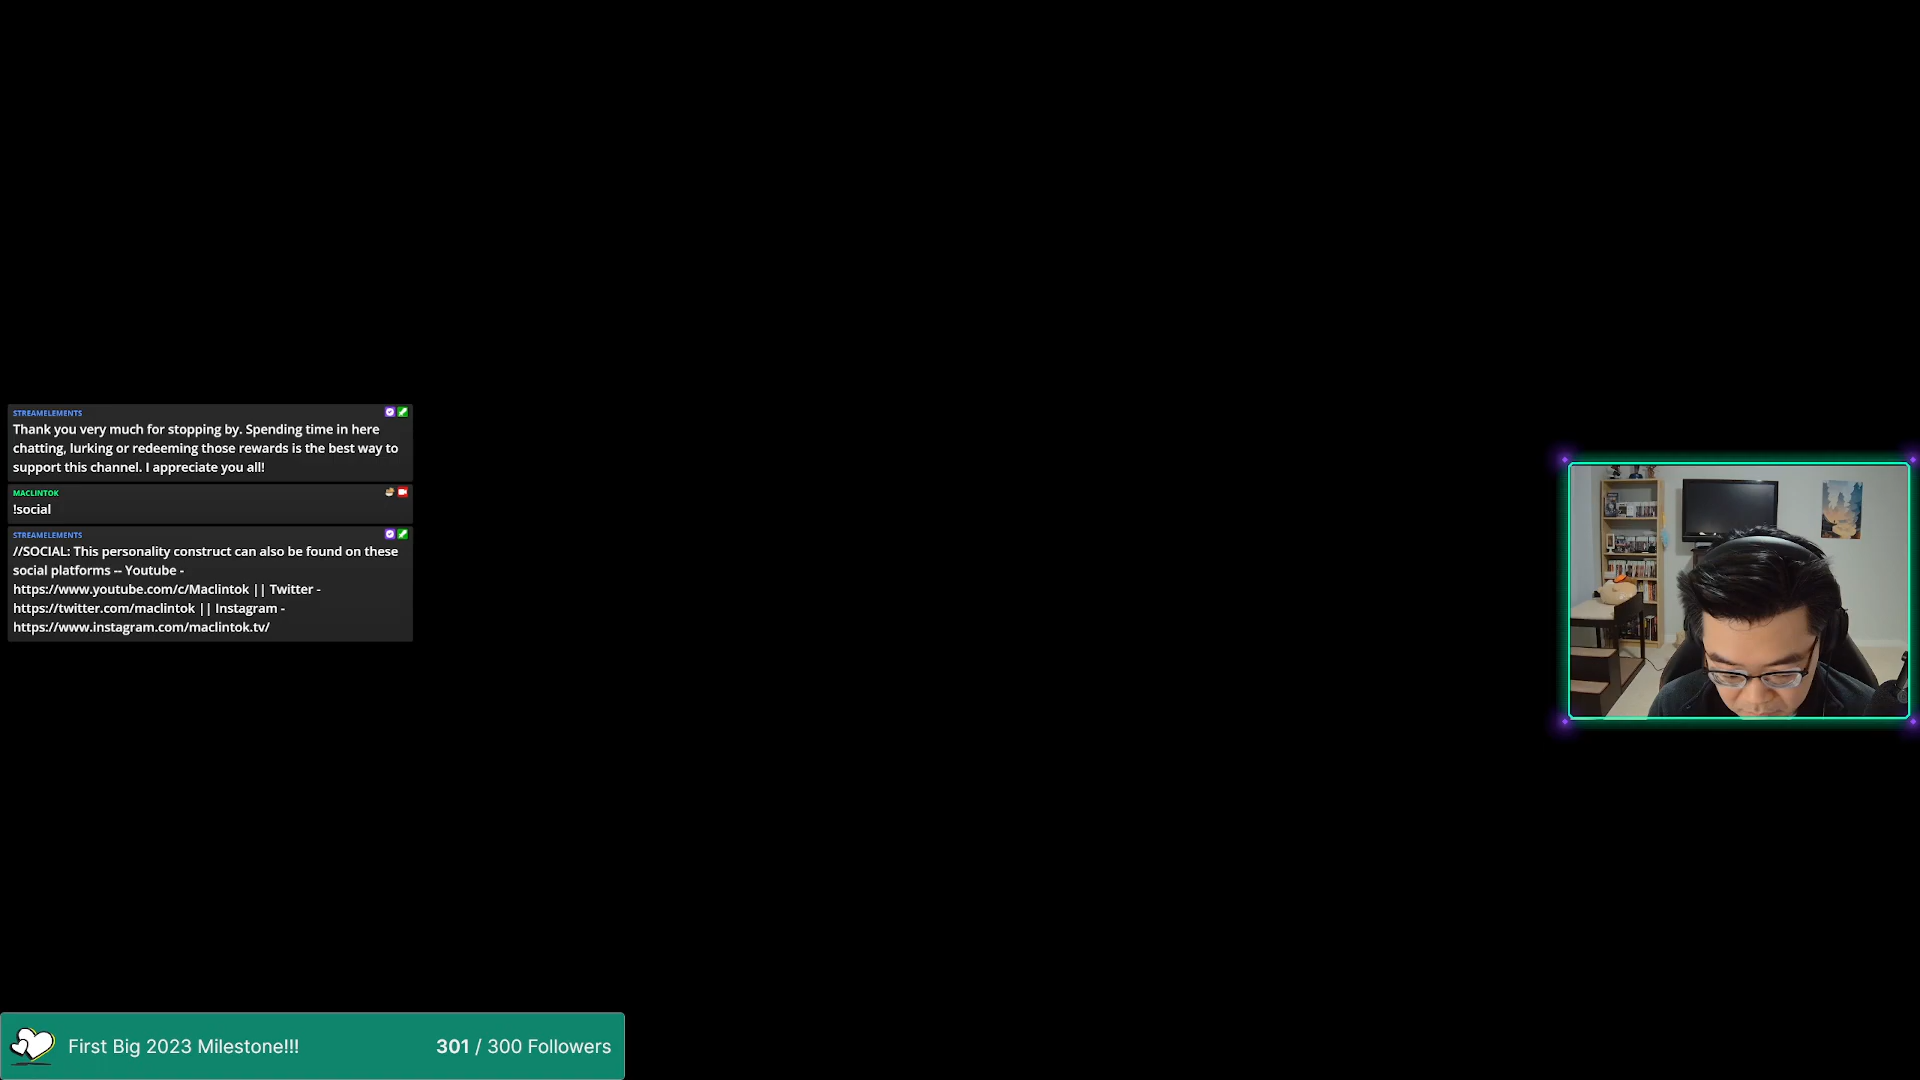 STREAMELEMENTS
Thank you very much for stopping by. Spending time in here
chatting, lurking or redeeming those rewards is the best way to
support this channel. I appreciate you all!
MACLINTOK
!social
STREAMELEMENTS
//SOCIAL: This personality construct can also be found on these
social platforms -- Youtube -
https://www.youtube.com/c/Maclintok || Twitter -
https://twitter.com/maclintok || Instagram -
https://www.instagram.com/maclintok.tv/
First Big 2023 Milestone!!!
301 / 300 Followers